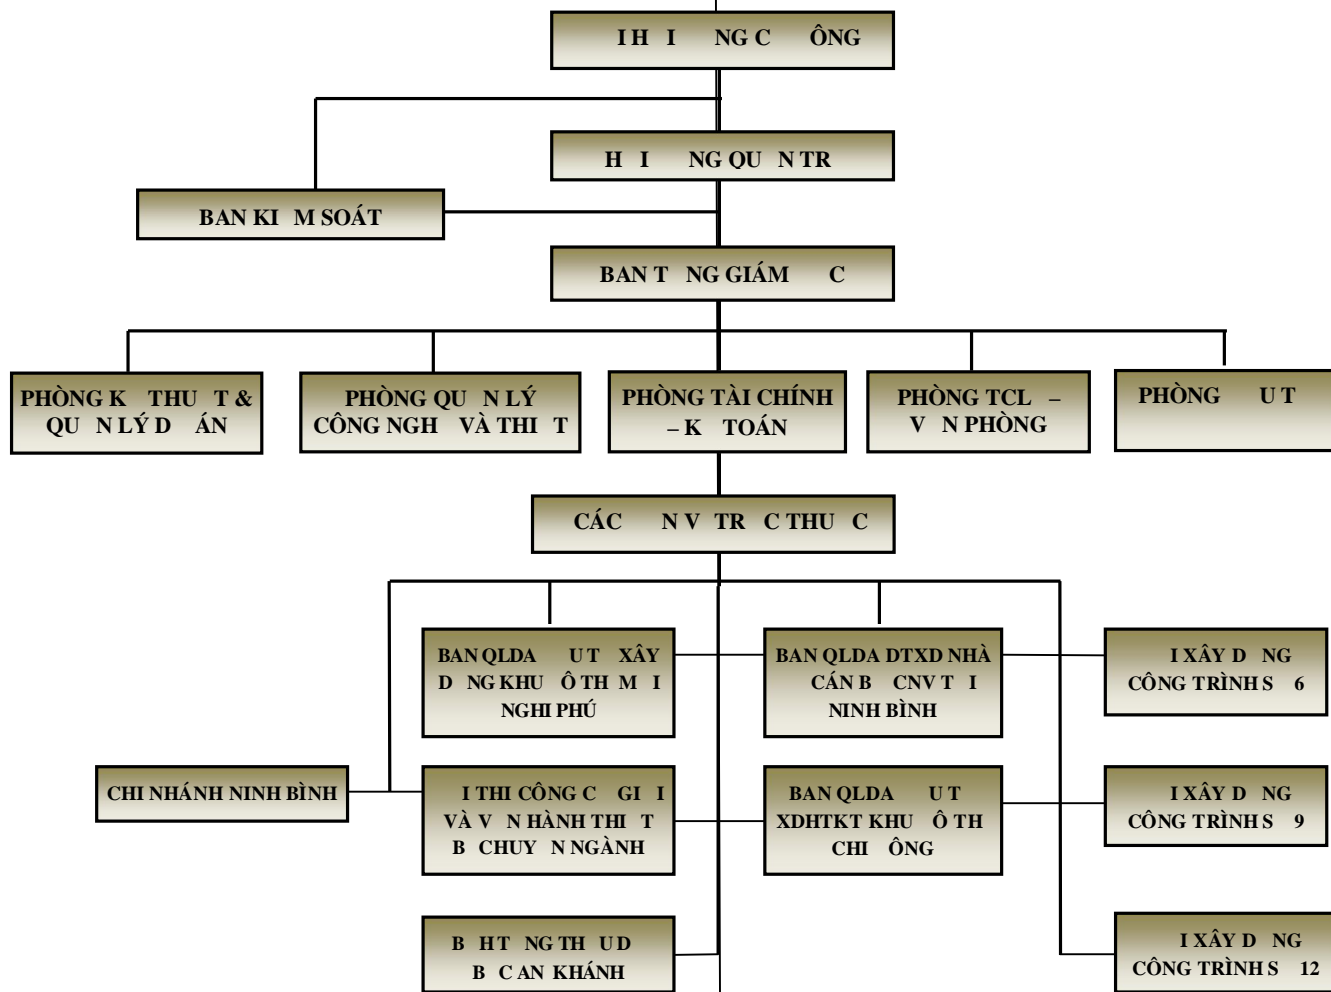 I H I NG C ÔNG
H I NG QU N TR
BAN KI M SOÁT
BAN T NG GIÁM C
PHÒNG K THU T &
QU N LÝ D ÁN
PHÒNG QU N LÝ
CÔNG NGH VÀ THI T
PHÒNG TÀI CHÍNH
– K TOÁN
PHÒNG TCL –
V N PHÒNG
PHÒNG U T
CÁC N V TR C THU C
BAN QLDA U T XÂY
D NG KHU Ô TH M I
NGHI PHÚ
BAN QLDA DTXD NHÀ
CÁN B CNV T I
NINH BÌNH
I XÂY D NG
CÔNG TRÌNH S 6
CHI NHÁNH NINH BÌNH
I THI CÔNG C GI I
VÀ V N HÀNH THI T
B CHUY N NGÀNH
BAN QLDA U T
XDHTKT KHU Ô TH
CHI ÔNG
I XÂY D NG
CÔNG TRÌNH S 9
B H T NG TH U D
B C AN KHÁNH
I XÂY D NG
CÔNG TRÌNH S 12